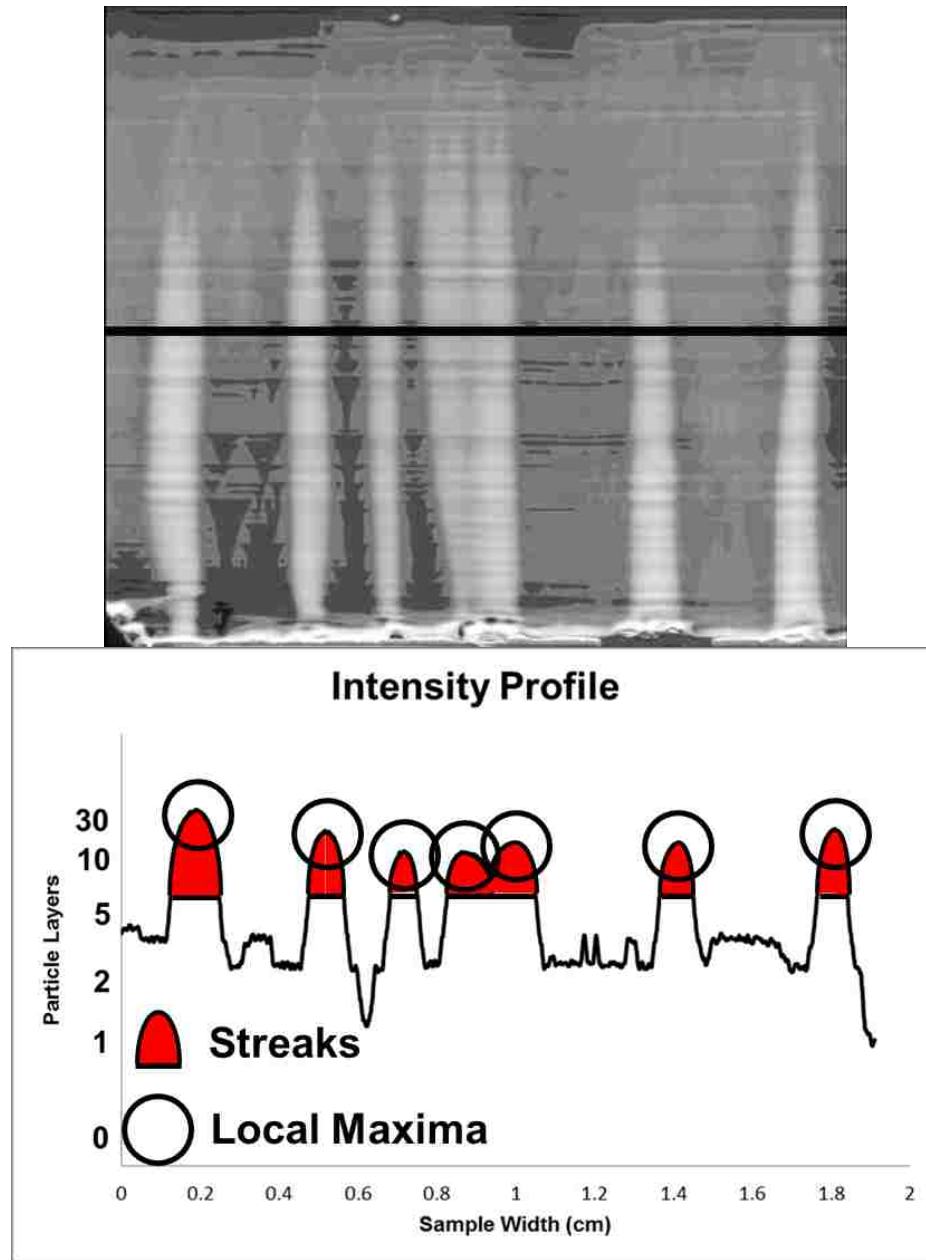 Intensity Profile
Particle Layers
30
10
5
2
1
0
Streaks
Local Maxima
0 0.2 0.4 0.6 0.8 1 1.2 1.4 1.6 1.8 2
Sample Width (cm)